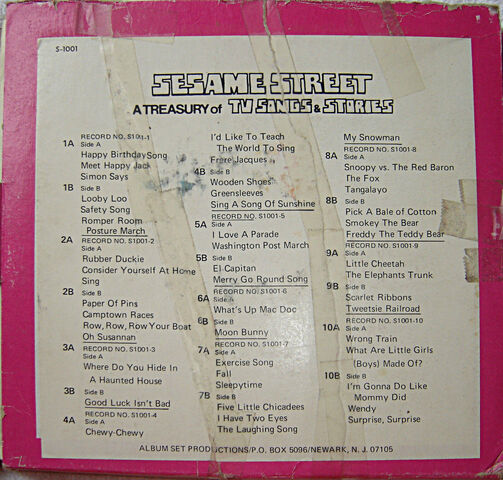 S-1001
SESAME STREET
A TREASURY of TV SONGS & STORIES
RECORD NO. S1001-1
1A Side A
Happy Birthday Song
Meet Happy Jack
Simon Says
1B Side B
Looby Loo
Safety Song
Romper Room
Posture March
RECORD NO. S1001-2
2A Side A
Rubber Duckie
Consider Yourself At Home
Sing
2B Side B
Paper Of Pins
Camptown Races
Row, Row, Row Your Boat
Oh Susannah
RECORD NO. S1001-3
3A Side A
Where Do You Hide In
A Haunted House
3B Side B
Good Luck Isn't Bad
RECORD NO. S1001-4
4A Side A
Chewy-Chewy
I'd Like To Teach
The World To Sing
Frere Jacques
4B Side B
Wooden Shoes
Greensleeves
Sing A Song Of Sunshine
RECORD NO. S1001-5
5A Side A
I Love A Parade
Washington Post March
5B Side B
El Capitan
Merry Go Round Song
RECORD NO. S1001-6
6A Side A
What's Up Mac Doc
6B Side B
Moon Bunny
RECORD NO. S1001-7
7A Side A
Exercise Song
Fall
Sleepytime
7B Side B
Five Little Chicadees
I Have Two Eyes
The Laughing Song
My Snowman
RECORD NO. S1001-8
8A Side A
Snoopy vs. The Red Baron
The Fox
Tangalayo
8B Side B
Pick A Bale of Cotton
Smokey The Bear
Freddy The Teddy Bear
RECORD NO. S1001-9
9A Side A
Little Cheetah
The Elephants Trunk
9B Side B
Scarlet Ribbons
Tweetsie Railroad
RECORD NO. S1001-10
10A Side A
Wrong Train
What Are Little Girls
(Boys) Made Of?
10B Side B
I'm Gonna Do Like
Mommy Did
Wendy
Surprise, Surprise
ALBUM SET PRODUCTIONS/P.O. BOX 5096/NEWARK, N. J. 07105